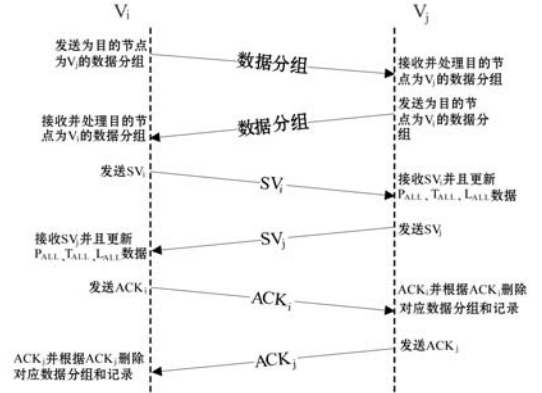 Vi
Vj
发送为目的节点
为Vj的数据分组
数据分组
接收并处理目的节
点为Vj的数据分组
发送为目的节
点为Vi的数据分
组
数据分组
接收并处理目的节
点为Vi的数据分组
发送SVi
SVi
接收SVi并且更新
PALL、TALL、LALL数据
发送SVj
SVj
接收SVj并且更新
PALL、TALL、LALL数据
发送ACKi
ACKi
ACKi并根据ACKi删除
对应数据分组和记录
发送ACKj
ACKj
ACKj并根据ACKj删除
对应数据分组和记录